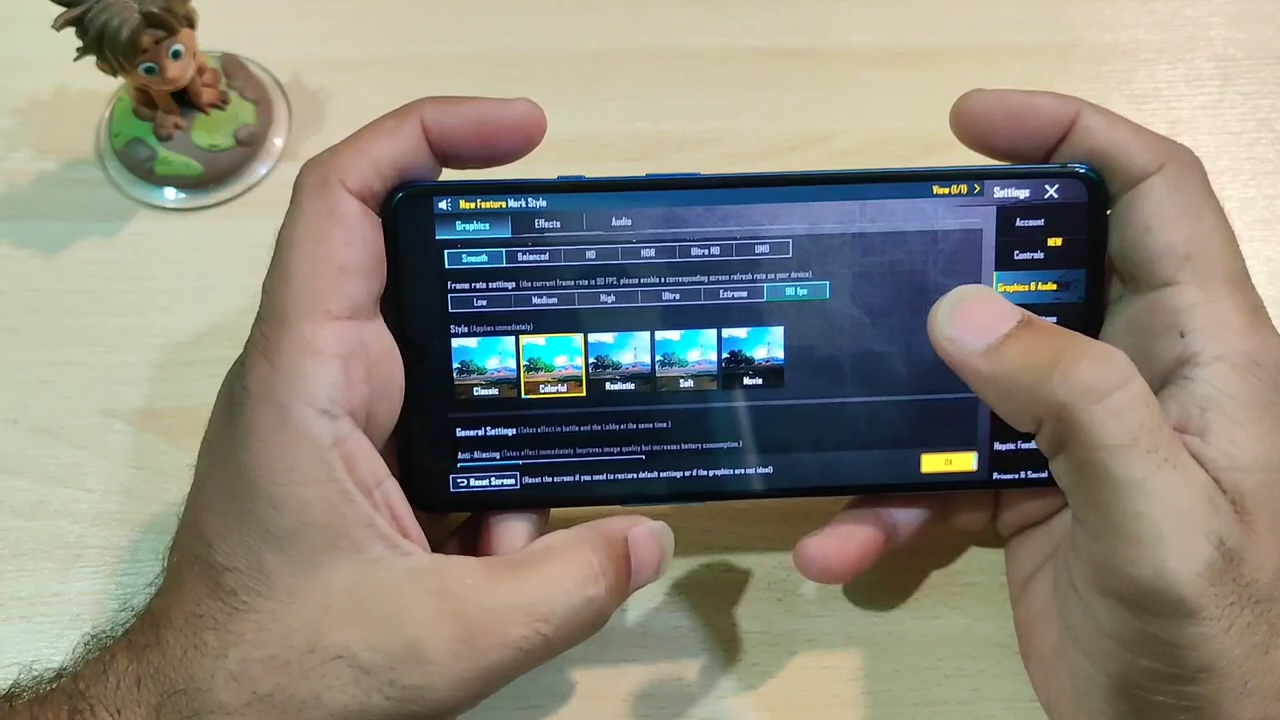 New Feature Mark Style
View (1/1) >
Settings X
Graphics Effects Audio
Account
NEW
Controls
Graphics & Audio
Smooth Balanced HD HDR Ultra HD UHD
Frame rate settings (the current frame rate is 90 FPS, please enable a corresponding screen refresh rate on your device).
Low Medium High Ultra Extreme 90 fps
Style (Applies immediately)
Classic Colorful Realistic Soft Movie
General Settings (Takes effect in battle and the Lobby at the same time.)
Anti-Aliasing (Takes effect immediately. Improves image quality but increases battery consumption.)
Reset Screen (Reset the screen if you need to restore default settings or if the graphics are not ideal)
OK
Haptic
Privacy & Social